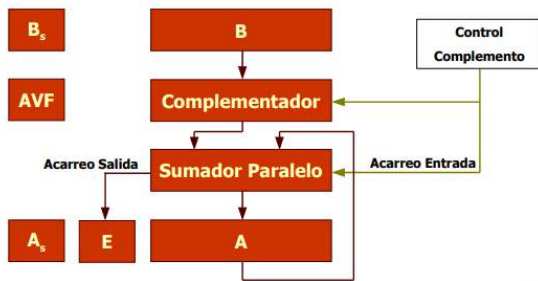 Bs
B
Control
Complemento
AVF
Complementador
Acarreo Salida
Sumador Paralelo
Acarreo Entrada
As
E
A